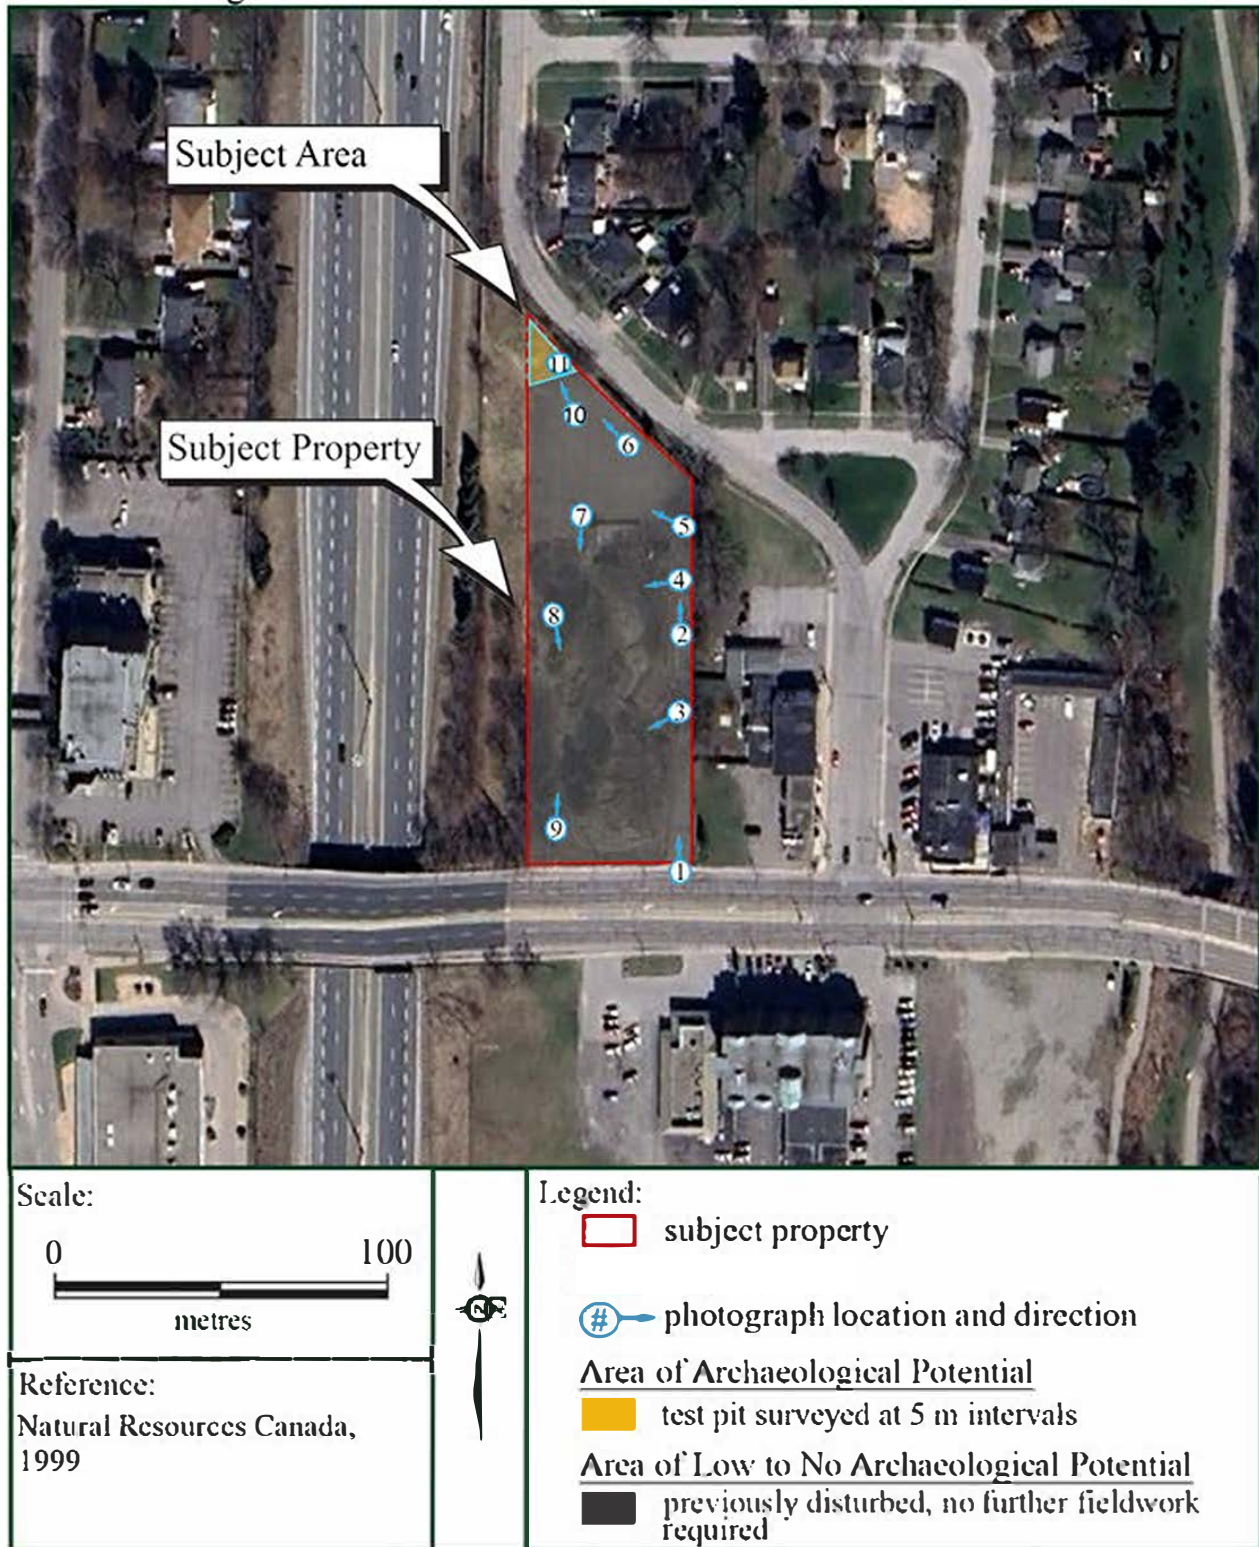 Subject Area
11
10
6
Subject Property
7
5
4
8
2
3
9
1
Scale:
0 100
metres
Reference:
Natural Resources Canada,
1999
Legend:
subject property
# photograph location and direction
Area of Archaeological Potential
test pit surveyed at 5 m intervals
Area of Low to No Archaeological Potential
previously disturbed, no further fieldwork
required